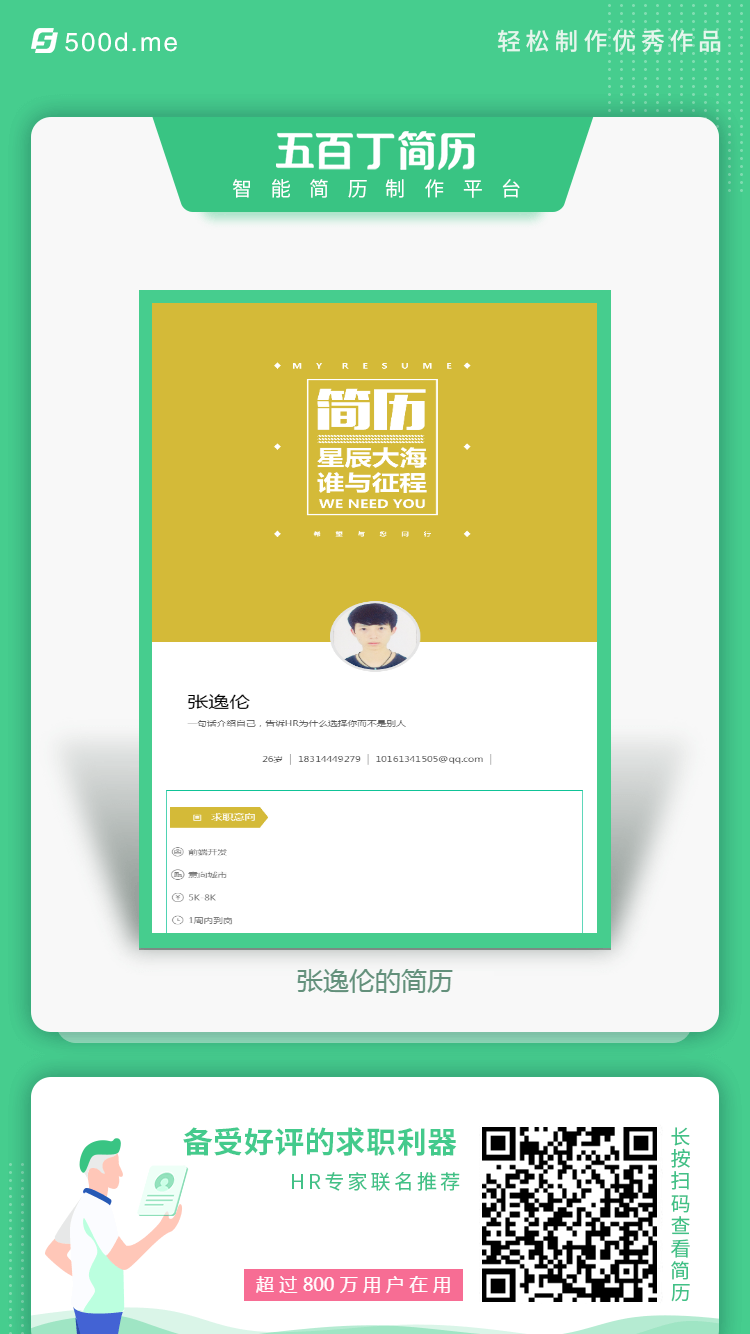 500d.me
轻松制作优秀作品
五百丁简历
智能简历制作平台
MY RESUME
简历
星辰大海
谁与征程
WE NEED YOU
希望与您同行
张逸伦
一句话介绍自己，告诉HR为什么选择你而不是别人
26岁 | 18314449279 | 10161341505@qq.com |
求职意向
前端开发
意向城市
5K-8K
1周内到岗
张逸伦的简历
备受好评的求职利器
HR专家联名推荐
超过800万用户在用
长按扫码查看简历